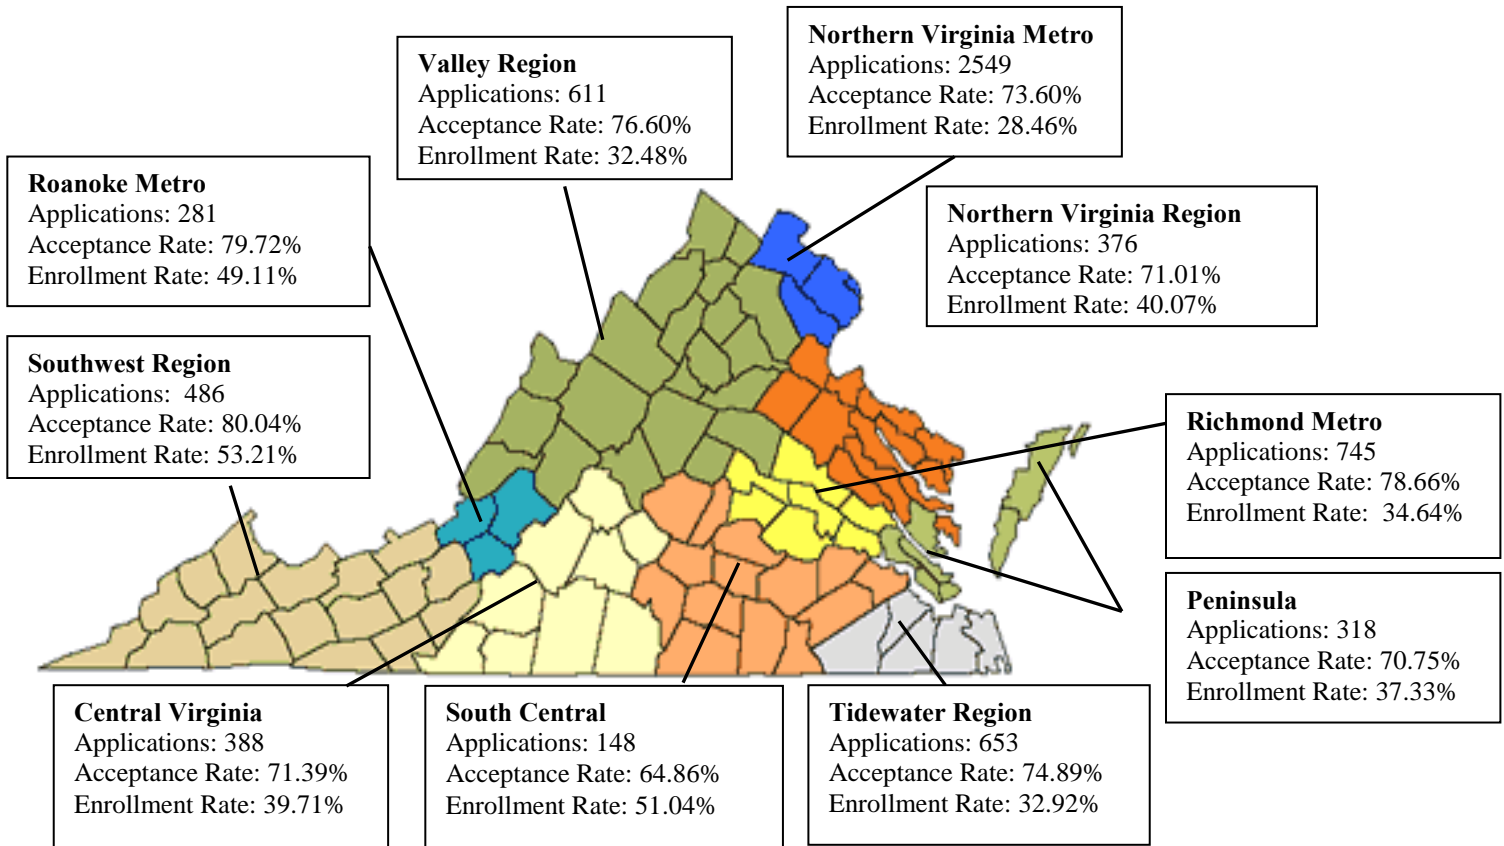 Northern Virginia Metro
Applications: 2549
Acceptance Rate: 73.60%
Enrollment Rate: 28.46%
Valley Region
Applications: 611
Acceptance Rate: 76.60%
Enrollment Rate: 32.48%
Roanoke Metro
Applications: 281
Acceptance Rate: 79.72%
Enrollment Rate: 49.11%
Northern Virginia Region
Applications: 376
Acceptance Rate: 71.01%
Enrollment Rate: 40.07%
Southwest Region
Applications: 486
Acceptance Rate: 80.04%
Enrollment Rate: 53.21%
Richmond Metro
Applications: 745
Acceptance Rate: 78.66%
Enrollment Rate: 34.64%
Peninsula
Applications: 318
Acceptance Rate: 70.75%
Enrollment Rate: 37.33%
Central Virginia
Applications: 388
Acceptance Rate: 71.39%
Enrollment Rate: 39.71%
South Central
Applications: 148
Acceptance Rate: 64.86%
Enrollment Rate: 51.04%
Tidewater Region
Applications: 653
Acceptance Rate: 74.89%
Enrollment Rate: 32.92%